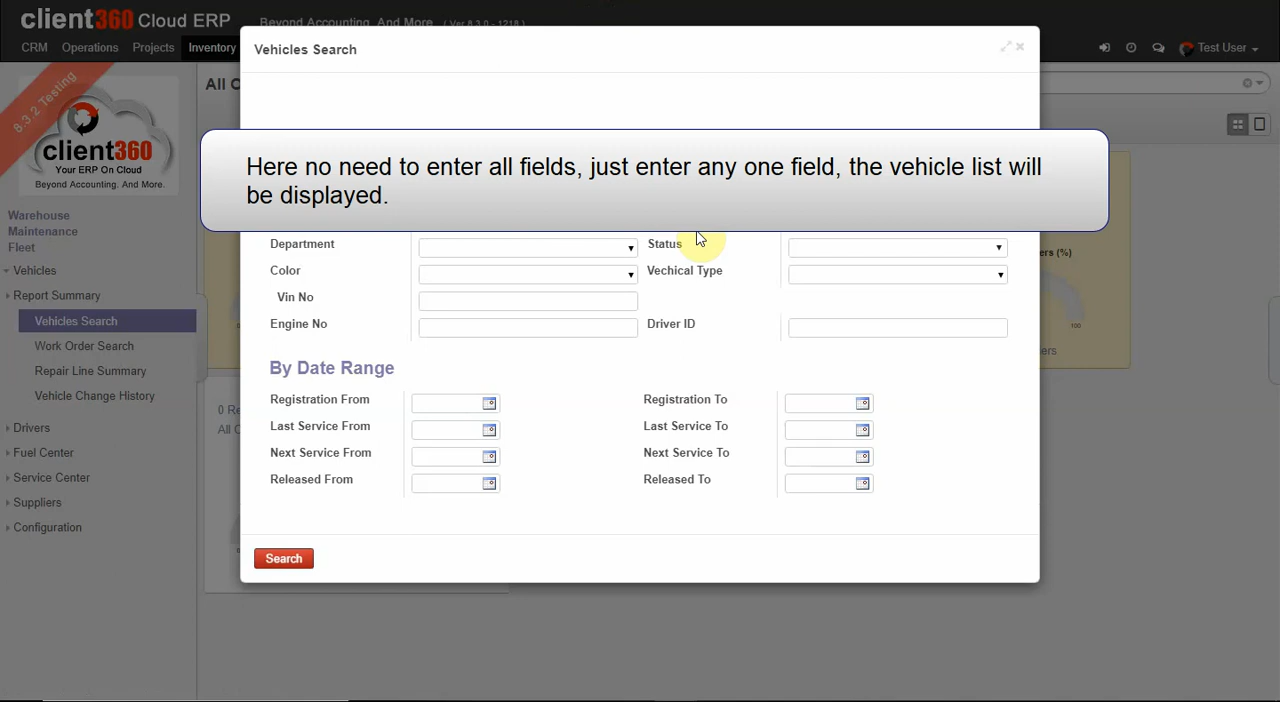 client360 Cloud ERP
Beyond Accounting. And More. ( Ver 8.3.0 - 1218 )
CRM Operations Projects Inventory
Test User
8.3.2 Testing
client360
Your ERP On Cloud
Beyond Accounting. And More.
Warehouse
Maintenance
Fleet
Vehicles
Report Summary
Vehicles Search
Work Order Search
Repair Line Summary
Vehicle Change History
Drivers
Fuel Center
Service Center
Suppliers
Configuration
Vehicles Search
Here no need to enter all fields, just enter any one field, the vehicle list will
be displayed.
Department Status
Color Vechical Type
Vin No
Engine No Driver ID
By Date Range
Registration From Registration To
Last Service From Last Service To
Next Service From Next Service To
Released From Released To
Search
(%)
100